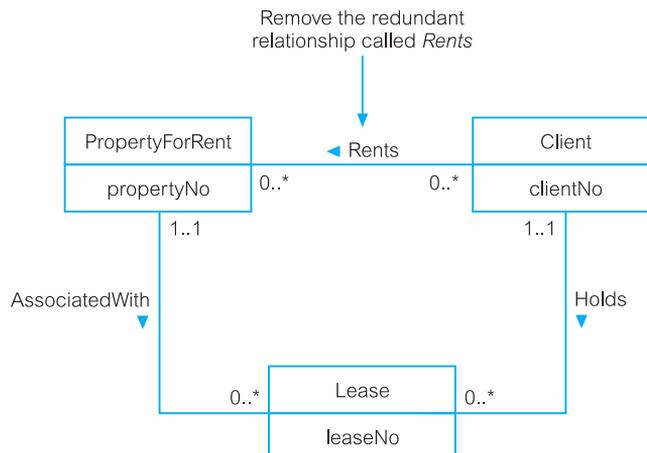 Remove the redundant
relationship called Rents
PropertyForRent
Client
◄ Rents
propertyNo
0..*
0..*
clientNo
1..1
1..1
AssociatedWith
Holds
0..*
Lease
0..*
leaseNo